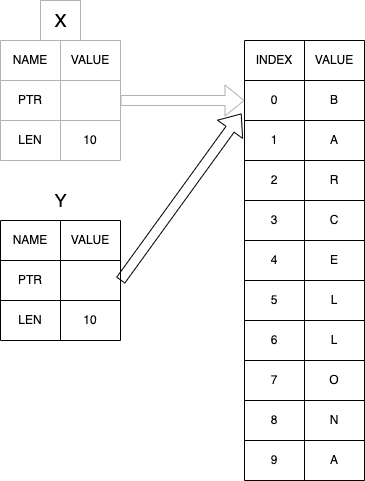 X
NAME VALUE
PTR
LEN 10
Y
NAME VALUE
PTR
LEN 10
INDEX VALUE
0 B
1 A
2 R
3 C
4 E
5 L
6 L
7 O
8 N
9 A